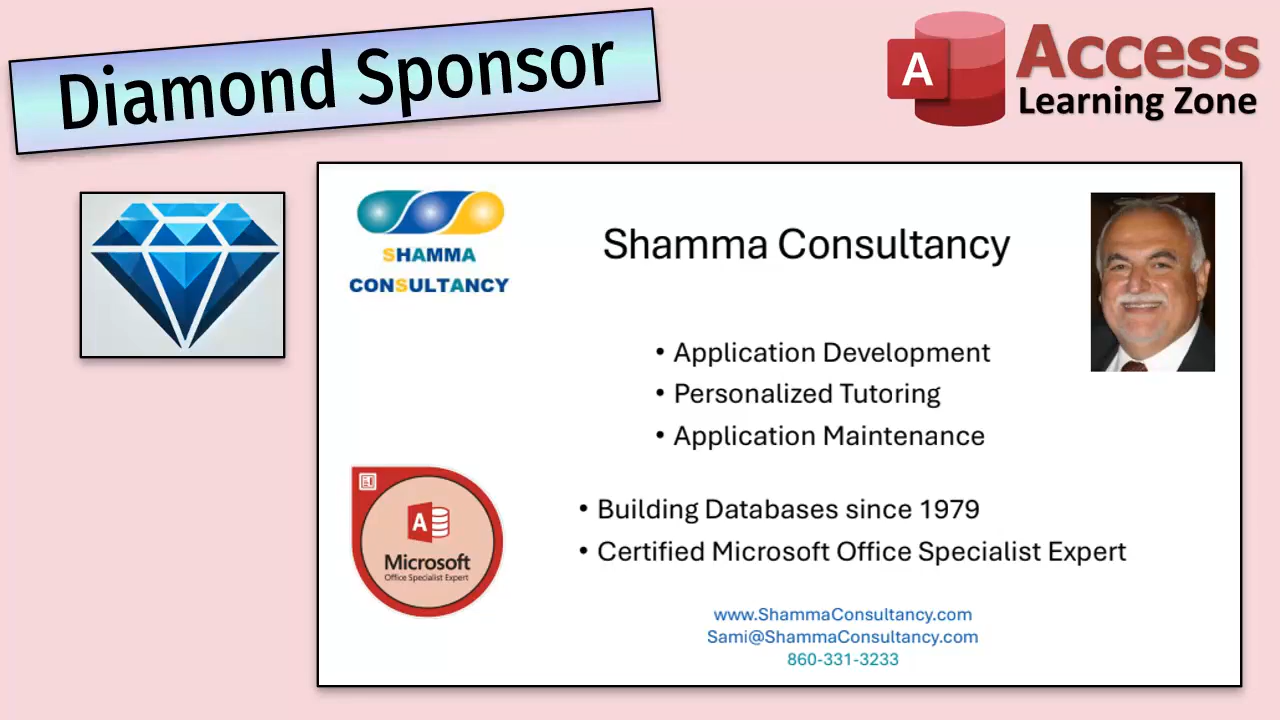 Diamond Sponsor
A
Access
Learning Zone
SHAMMA
CONSULTANCY
Shamma Consultancy
• Application Development
• Personalized Tutoring
• Application Maintenance
A
Microsoft
Office Specialist Expert
• Building Databases since 1979
• Certified Microsoft Office Specialist Expert
www.ShammaConsultancy.com
Sami@ShammaConsultancy.com
860-331-3233